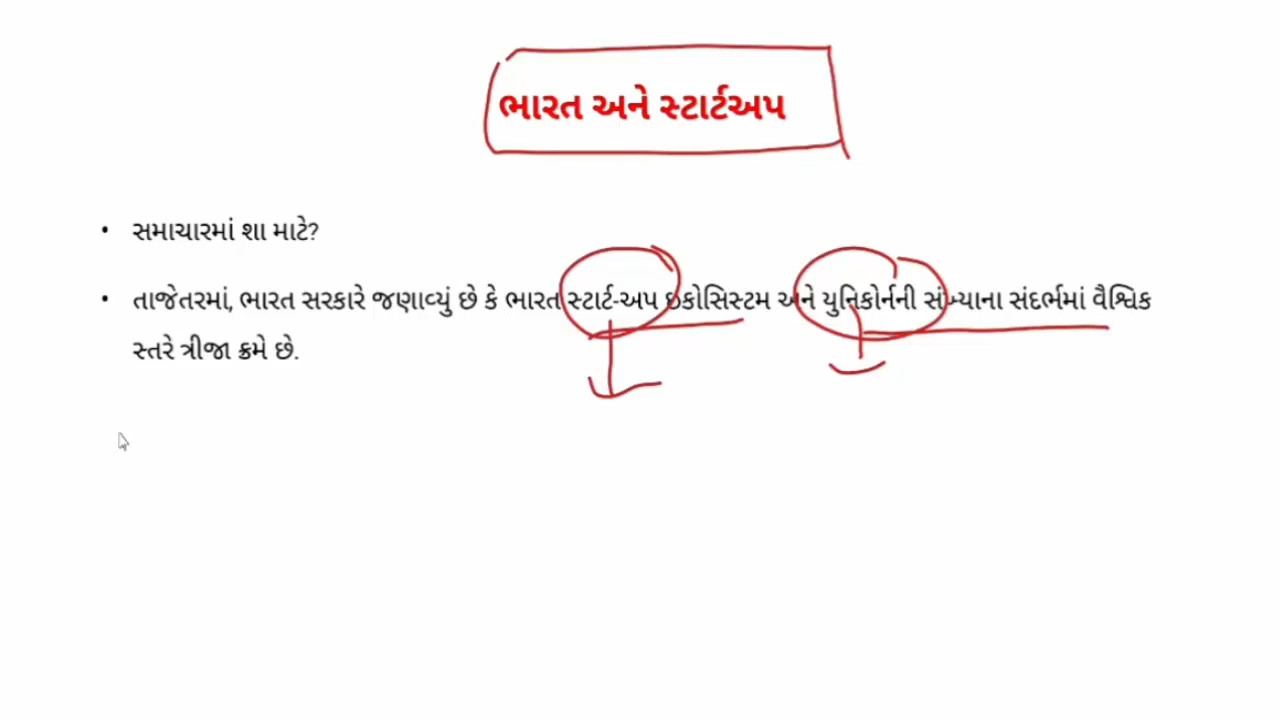 ભારત અને સ્ટાર્ટઅપ
• સમાચારમાં શા માટે?
• તાજેતરમાં, ભારત સરકારે જણાવ્યું છે કે ભારત સ્ટાર્ટ-અપ ઇકોસિસ્ટમ અને યુનિકોર્નની સંખ્યાના સંદર્ભમાં વૈશ્વિક
સ્તરે ત્રીજા ક્રમે છે.